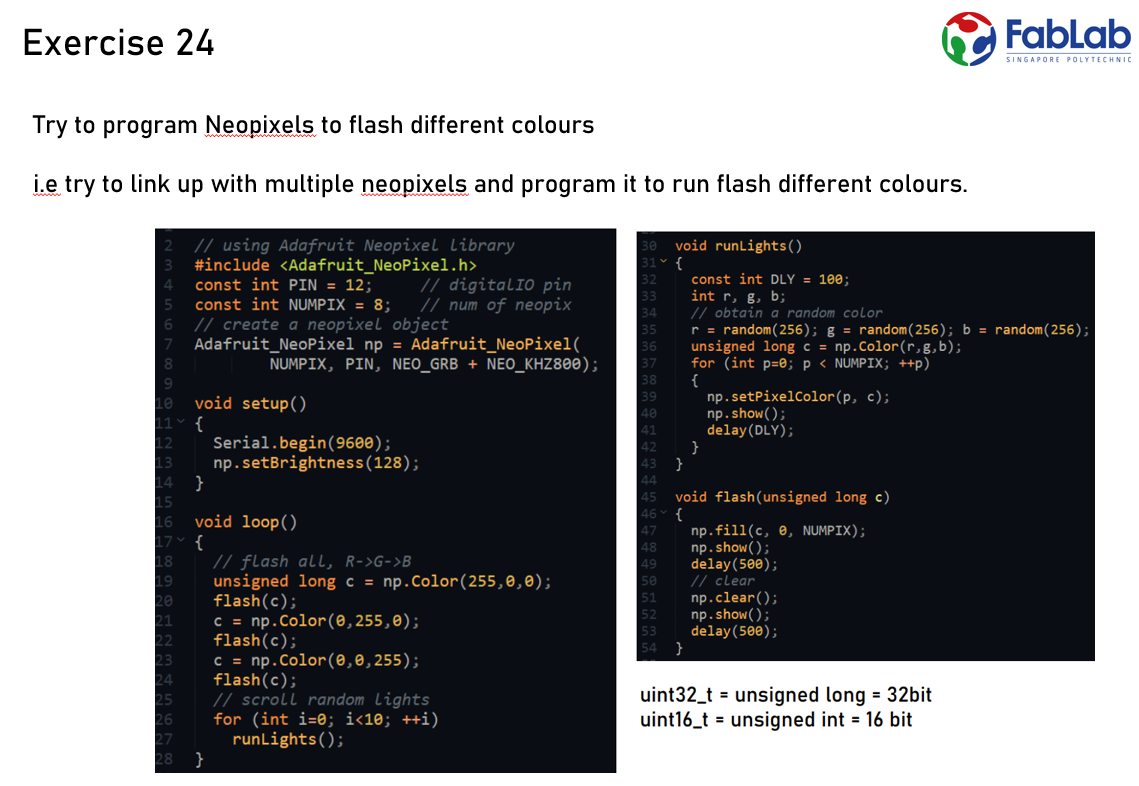 Exercise 24
FabLab
SINGAPORE POLYTECHNIC
Try to program Neopixels to flash different colours
i.e try to link up with multiple neopixels and program it to run flash different colours.
2 // using Adafruit Neopixel library
3 #include <Adafruit_NeoPixel.h>
4 const int PIN = 12; // digitalIO pin
5 const int NUMPIX = 8; // num of neopix
6 // create a neopixel object
7 Adafruit_NeoPixel np = Adafruit_NeoPixel(
8 NUMPIX, PIN, NEO_GRB + NEO_KHZ800);
9
10 void setup()
11 {
12 Serial.begin(9600);
13 np.setBrightness(128);
14 }
15
16 void loop()
17 {
18 // flash all, R->G->B
19 unsigned long c = np.Color(255,0,0);
20 flash(c);
21 c = np.Color(0,255,0);
22 flash(c);
23 c = np.Color(0,0,255);
24 flash(c);
25 // scroll random lights
26 for (int i=0; i<10; ++i)
27 runLights();
28 }
30 void runLights()
31 {
32 const int DLY = 100;
33 int r, g, b;
34 // obtain a random color
35 r = random(256); g = random(256); b = random(256);
36 unsigned long c = np.Color(r,g,b);
37 for (int p=0; p < NUMPIX; ++p)
38 {
39 np.setPixelColor(p, c);
40 np.show();
41 delay(DLY);
42 }
43 }
44
45 void flash(unsigned long c)
46 {
47 np.fill(c, 0, NUMPIX);
48 np.show();
49 delay(500);
50 // clear
51 np.clear();
52 np.show();
53 delay(500);
54 }
uint32_t = unsigned long = 32bit
uint16_t = unsigned int = 16 bit